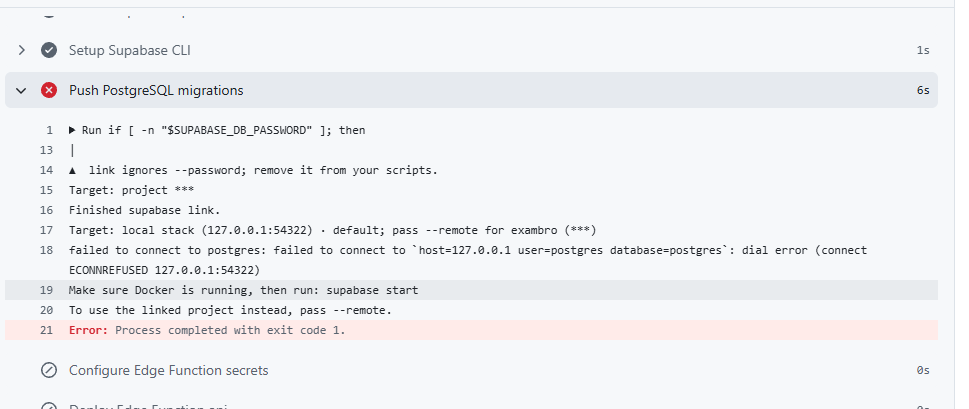 Setup Supabase CLI 1s
Push PostgreSQL migrations 6s
1 ▶ Run if [ -n "$SUPABASE_DB_PASSWORD" ]; then
13 |
14 ▲ link ignores --password; remove it from your scripts.
15 Target: project ***
16 Finished supabase link.
17 Target: local stack (127.0.0.1:54322) · default; pass --remote for exambro (***)
18 failed to connect to postgres: failed to connect to `host=127.0.0.1 user=postgres database=postgres`: dial error (connect
ECONNREFUSED 127.0.0.1:54322)
19 Make sure Docker is running, then run: supabase start
20 To use the linked project instead, pass --remote.
21 Error: Process completed with exit code 1.
Configure Edge Function secrets 0s
Deploy Edge Function api